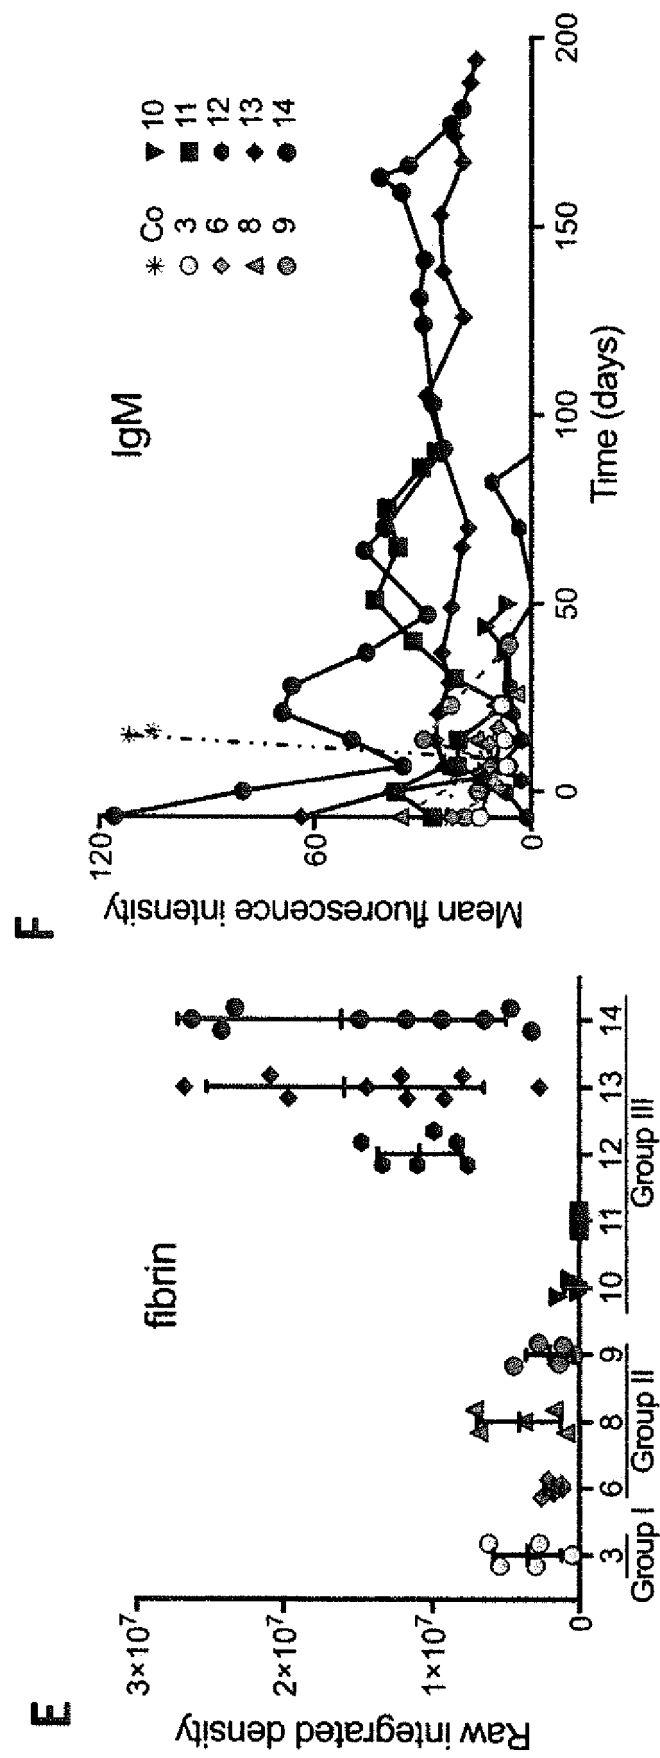 E
fibrin
Raw integrated density
3×10⁷
2×10⁷
1×10⁷
0
3 6 8 9 10 11 12 13 14
Group I Group II Group III
F
IgM
Mean fluorescence intensity
120
60
0
0 50 100 150 200
Time (days)
Co 10
3 11
6 12
8 13
9 14